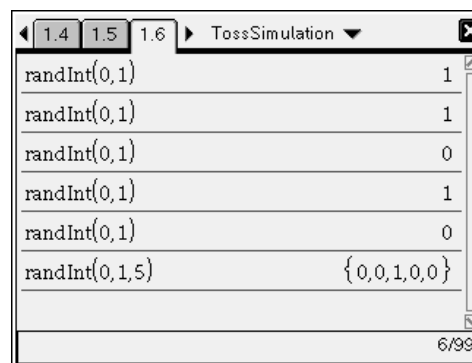 1.4 1.5 1.6 TossSimulation
randInt(0,1) 1
randInt(0,1) 1
randInt(0,1) 0
randInt(0,1) 1
randInt(0,1) 0
randInt(0,1,5) {0,0,1,0,0}
6/99